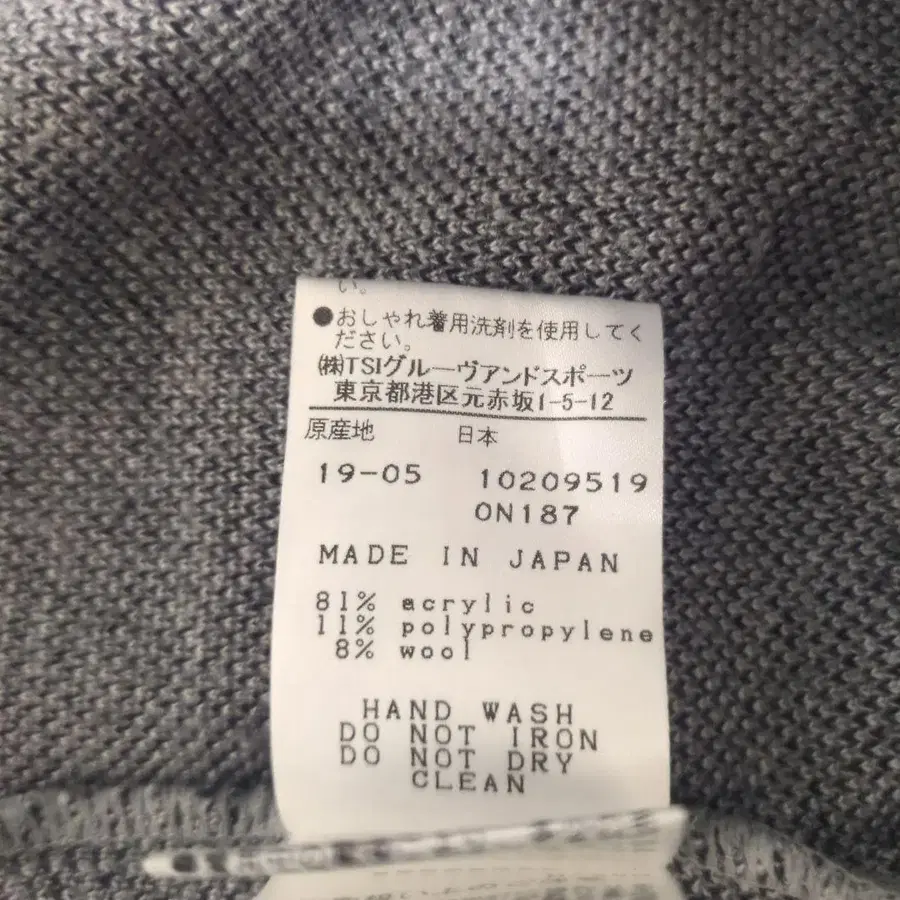 い。
●おしゃれ着用洗剤を使用してく
ださい。
㈱TSIグルーヴアンドスポーツ
東京都港区元赤坂1-5-12
原産地 日本
19-05 10209519
ON187
MADE IN JAPAN
81% acrylic
11% polypropylene
8% wool
HAND WASH
DO NOT IRON
DO NOT DRY
CLEAN